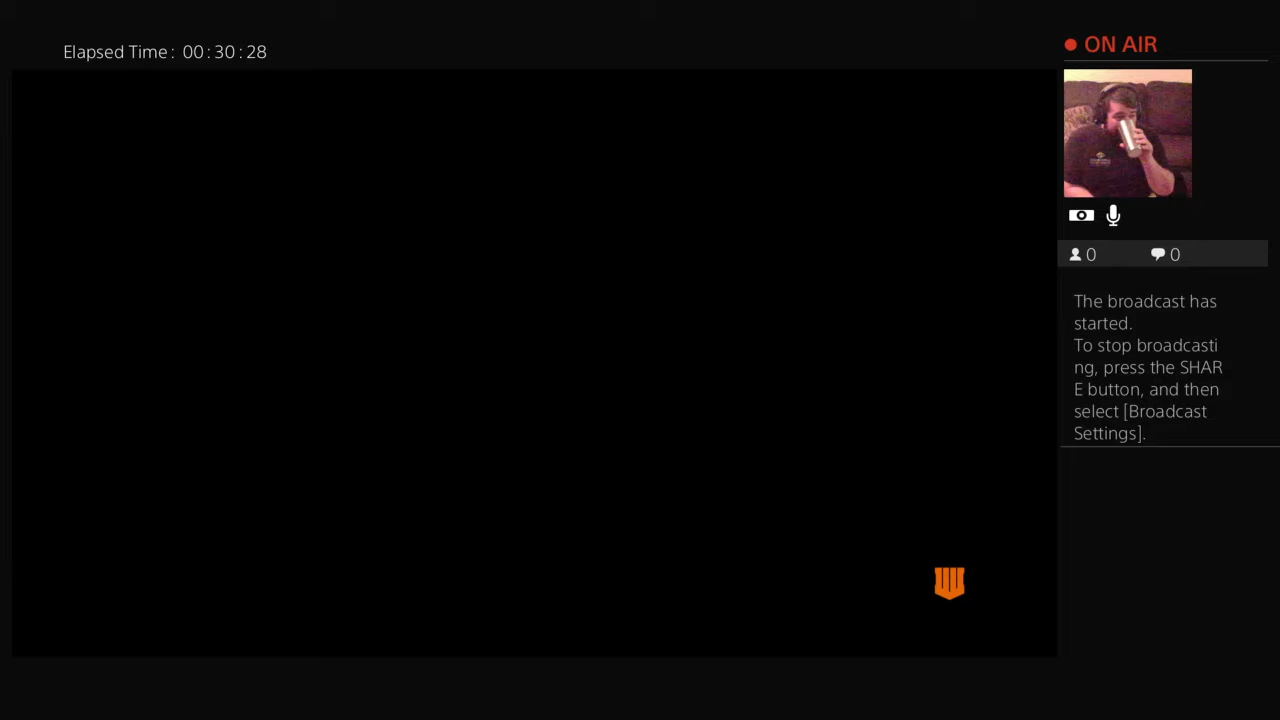 Elapsed Time: 00:30:28
ON AIR
0 0
The broadcast has
started.
To stop broadcasti
ng, press the SHAR
E button, and then
select [Broadcast
Settings].